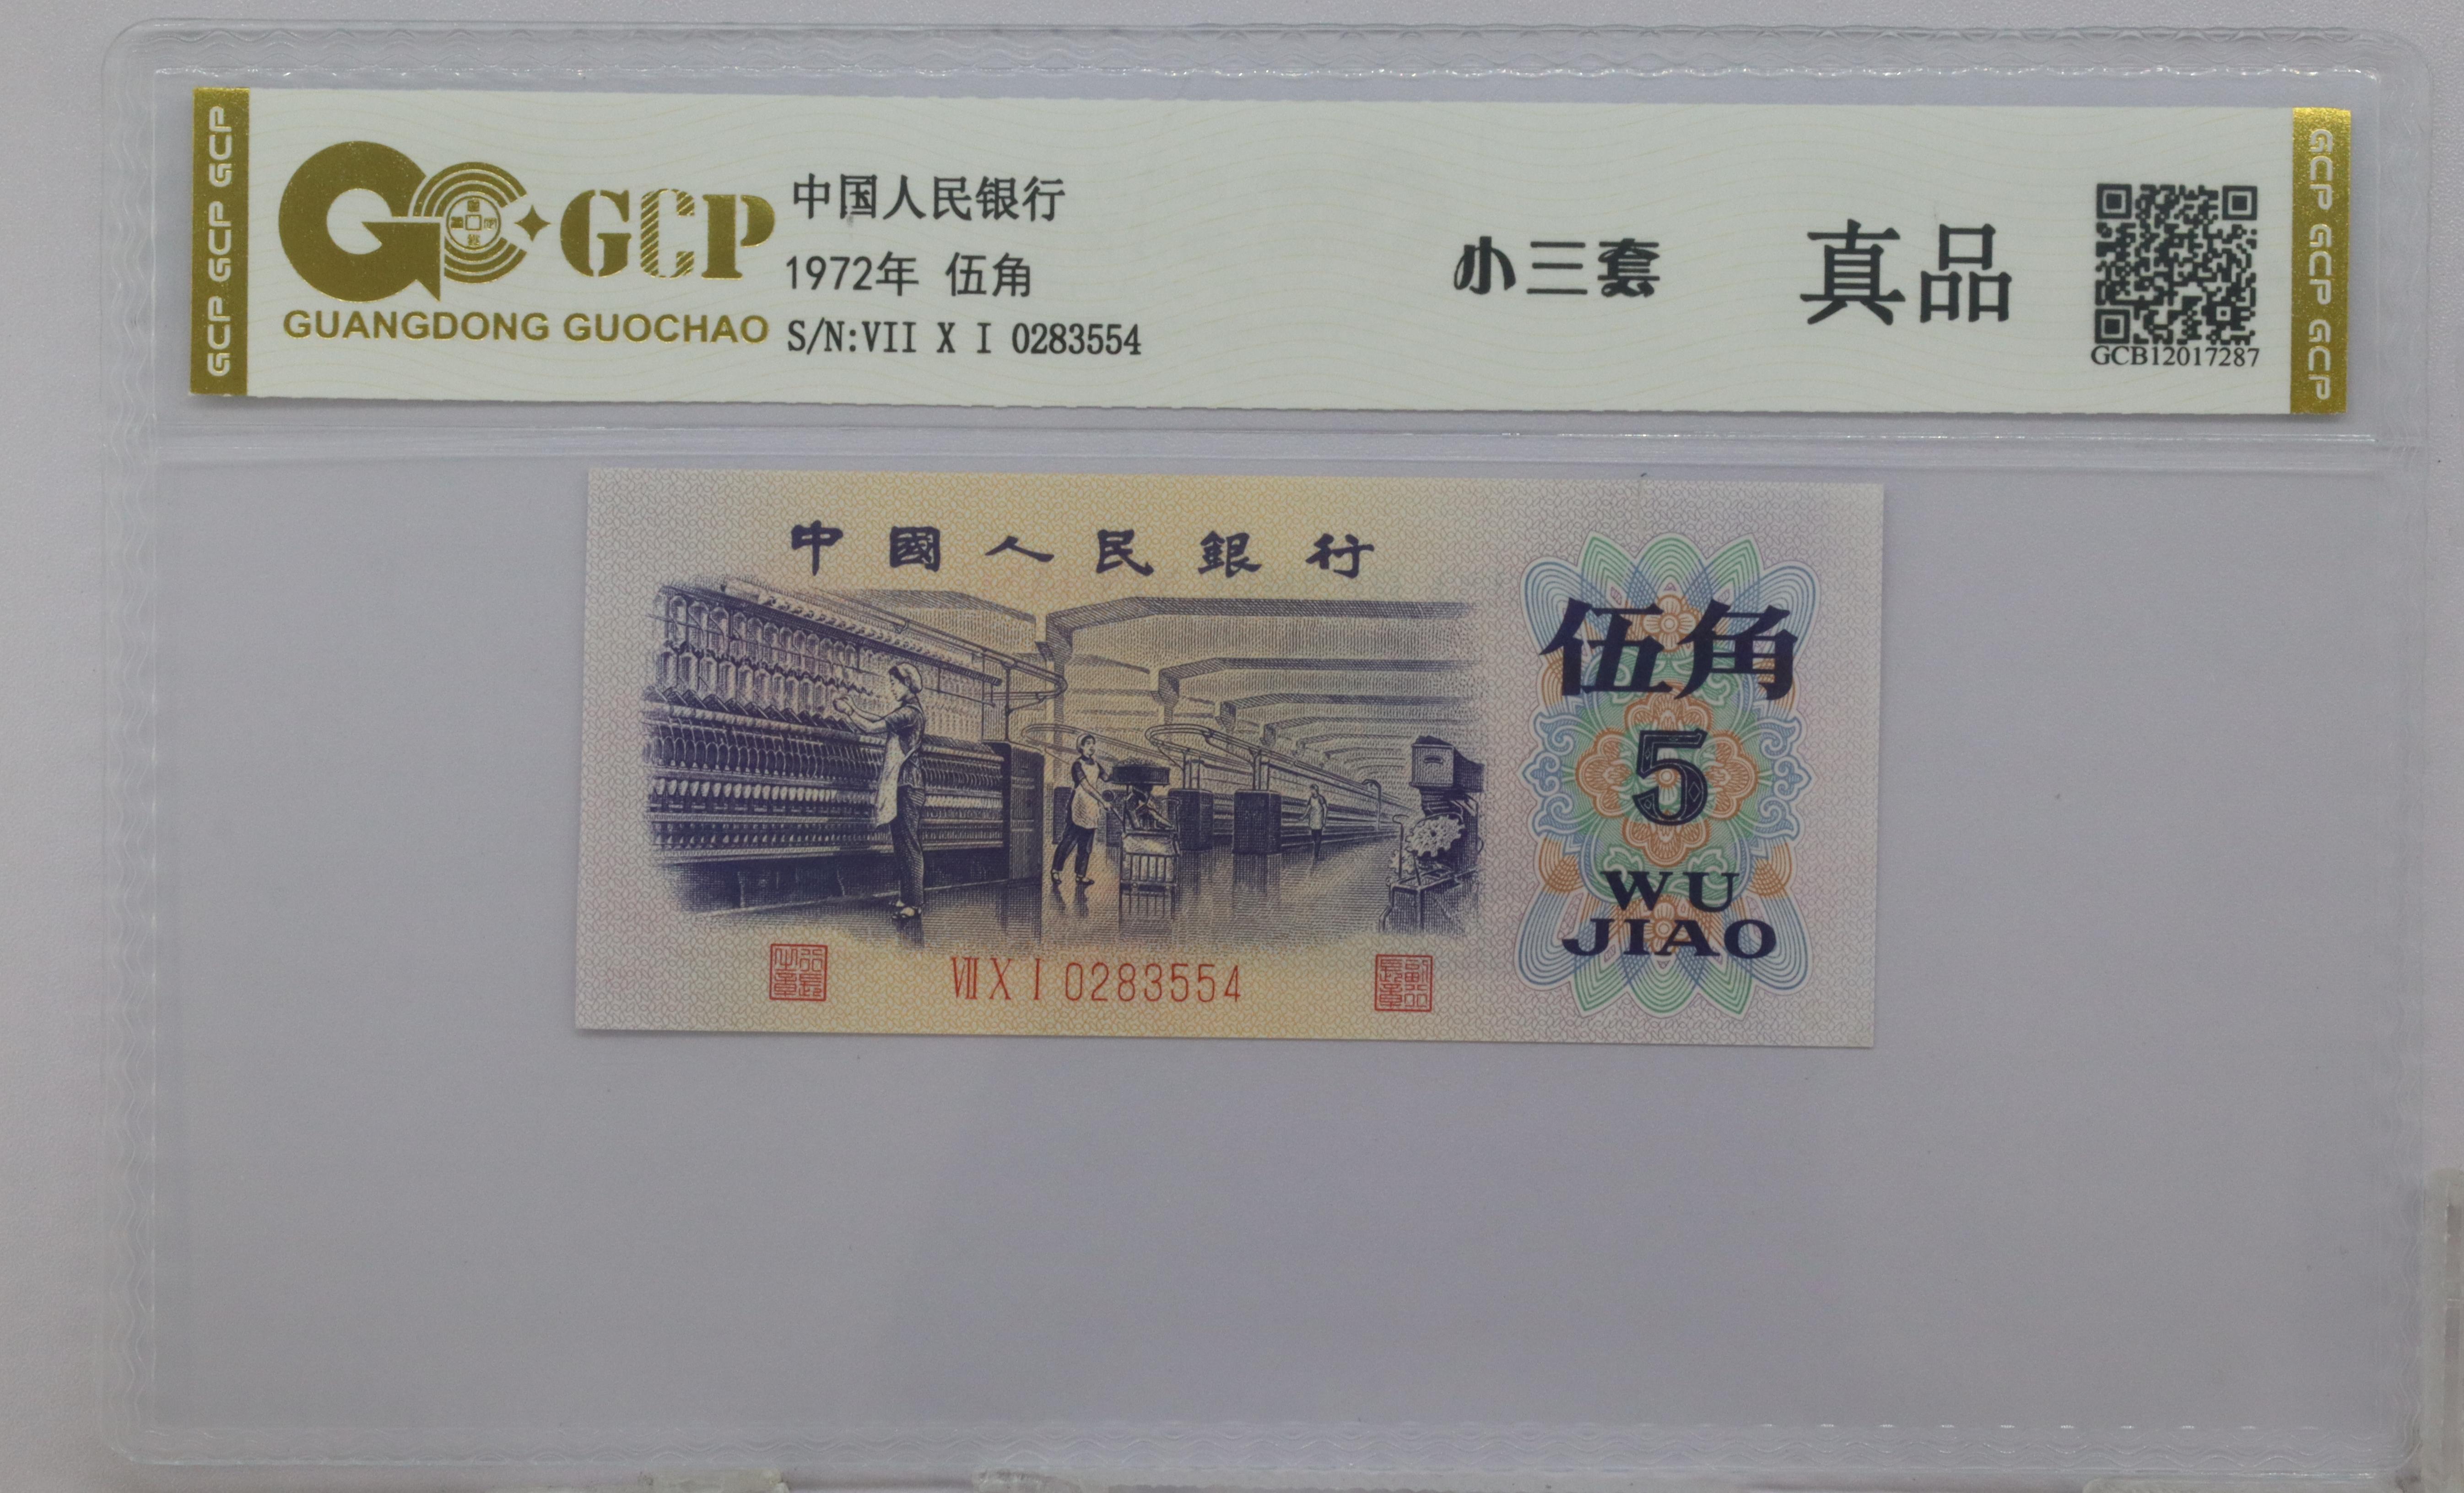 GCP GCP GCP
GCP
GUANGDONG GUOCHAO
中国人民银行
1972年 伍角
S/N:VII X I 0283554
小三套
真品
GCB12017287
GCP GCP GCP
中國人民銀行
伍角
5
WU
JIAO
VII X I 0283554